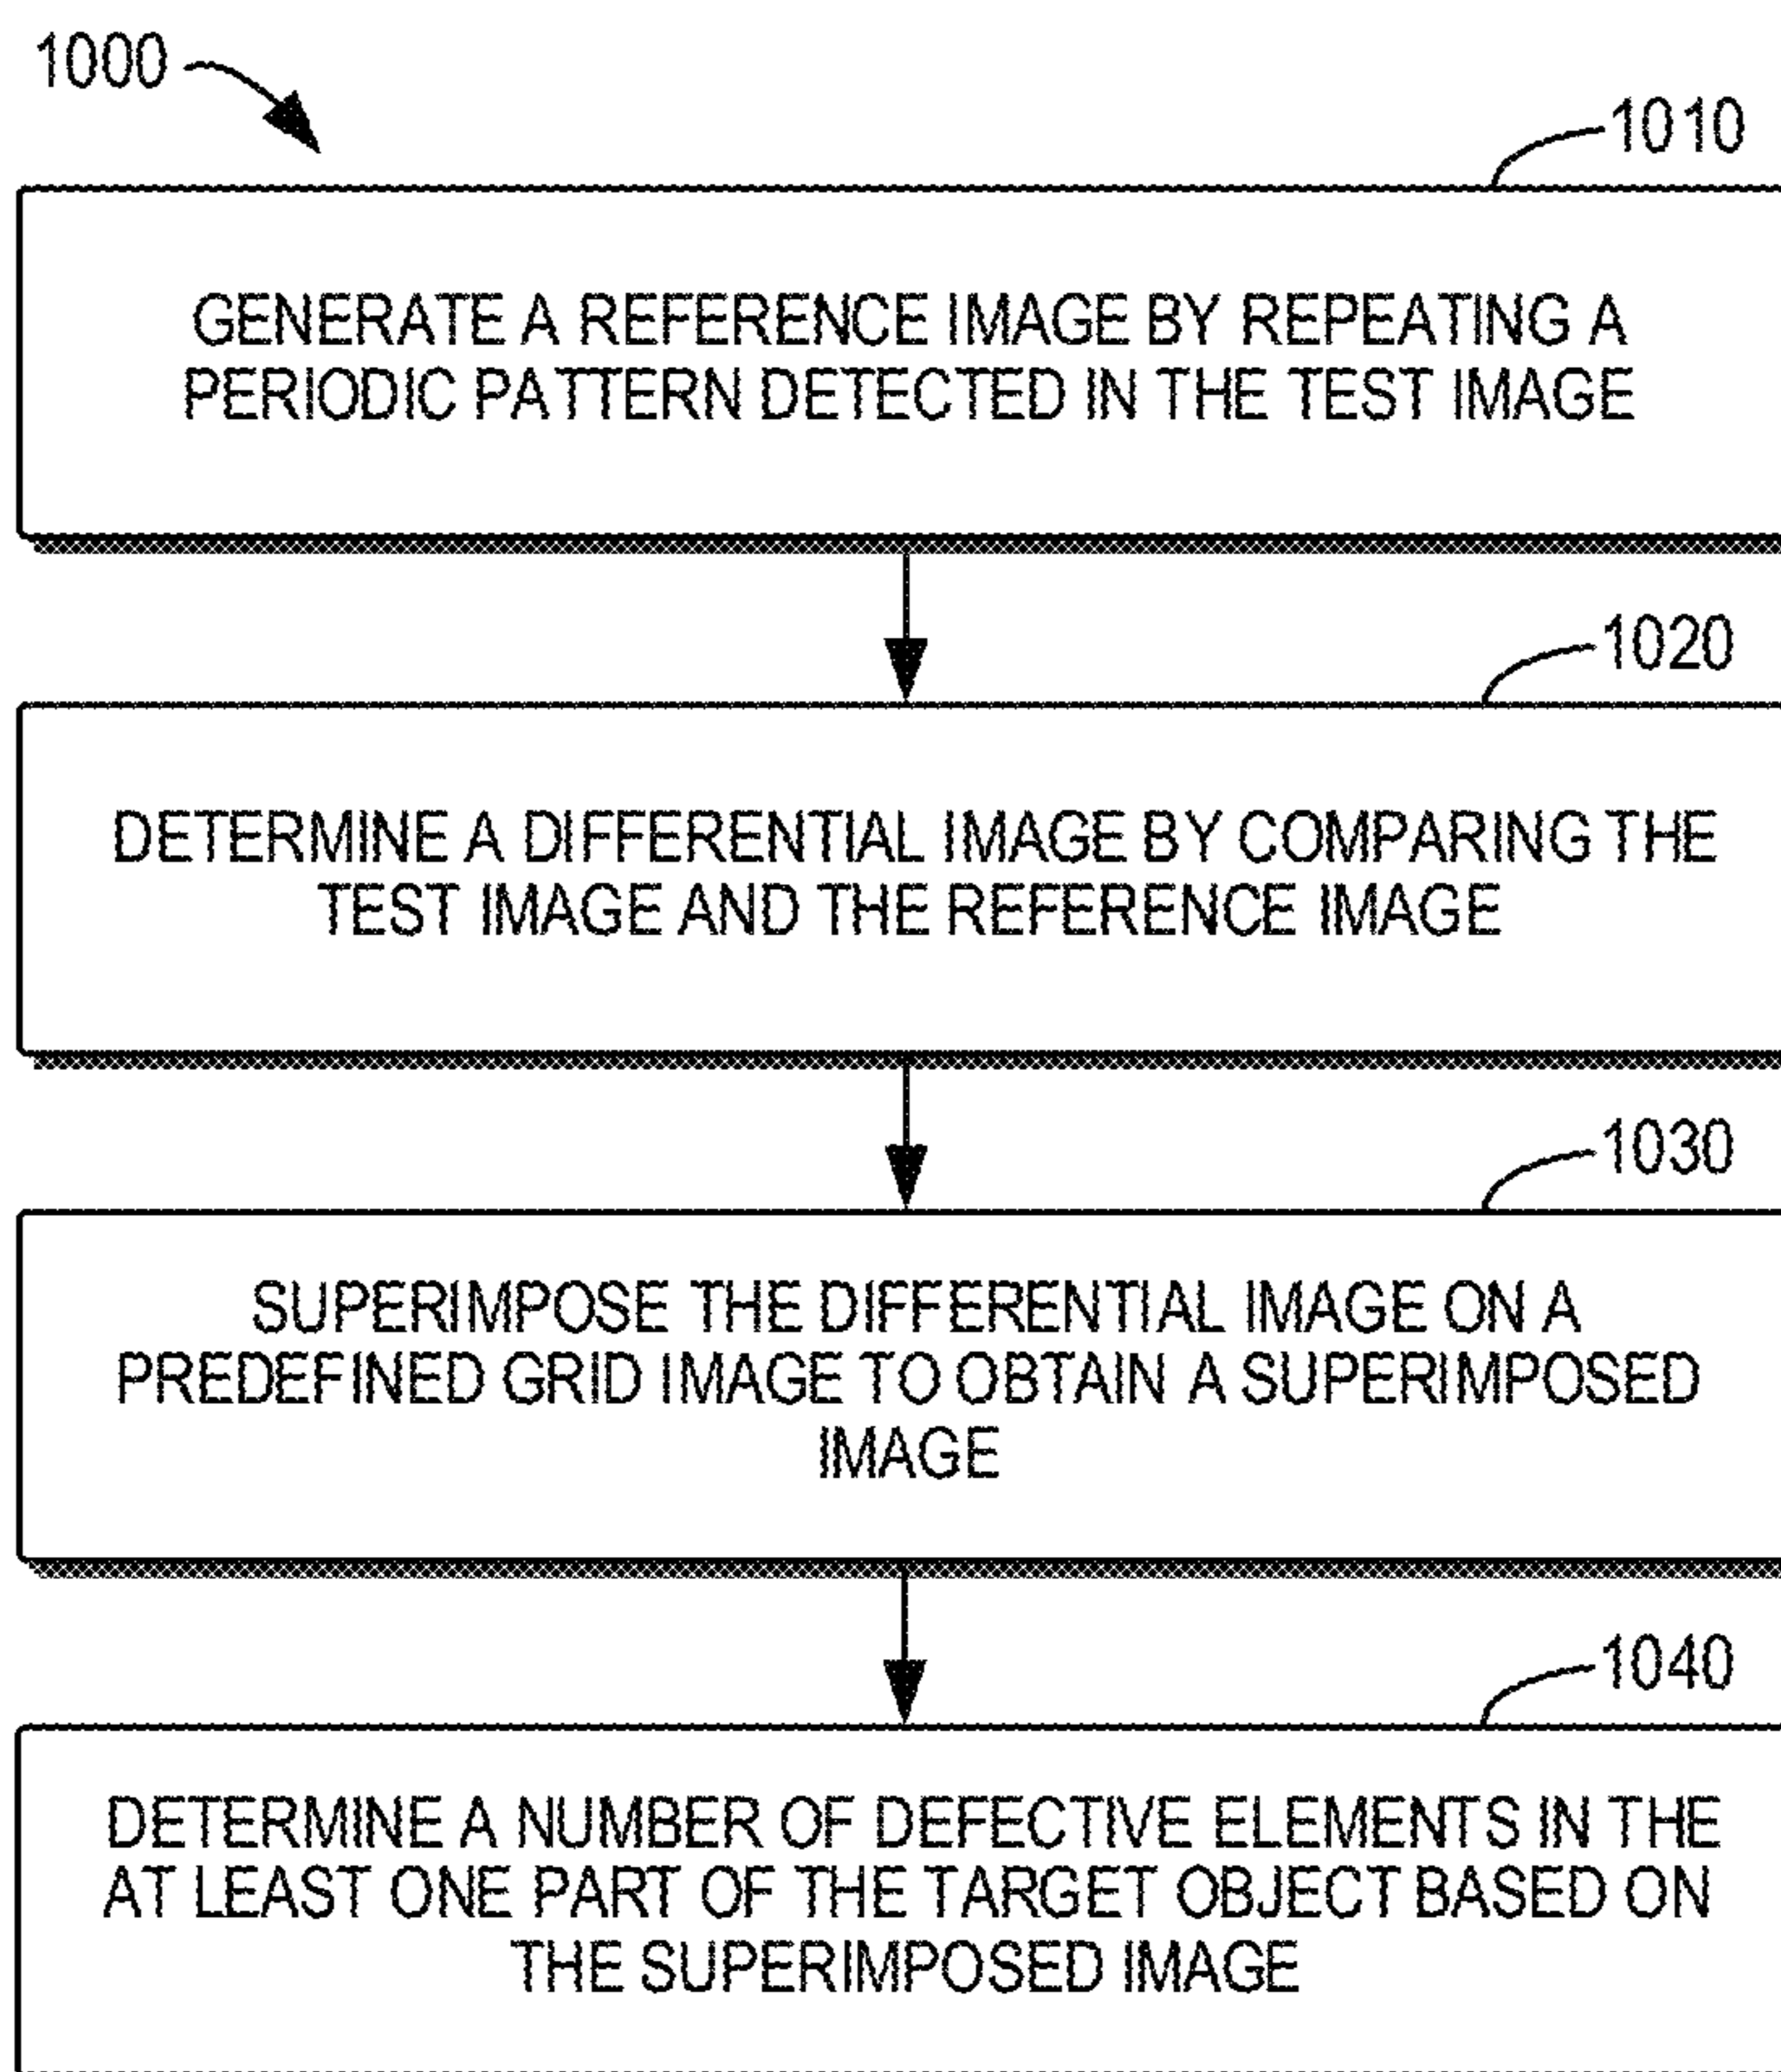 1000
1010
GENERATE A REFERENCE IMAGE BY REPEATING A
PERIODIC PATTERN DETECTED IN THE TEST IMAGE
1020
DETERMINE A DIFFERENTIAL IMAGE BY COMPARING THE
TEST IMAGE AND THE REFERENCE IMAGE
1030
SUPERIMPOSE THE DIFFERENTIAL IMAGE ON A
PREDEFINED GRID IMAGE TO OBTAIN A SUPERIMPOSED
IMAGE
1040
DETERMINE A NUMBER OF DEFECTIVE ELEMENTS IN THE
AT LEAST ONE PART OF THE TARGET OBJECT BASED ON
THE SUPERIMPOSED IMAGE